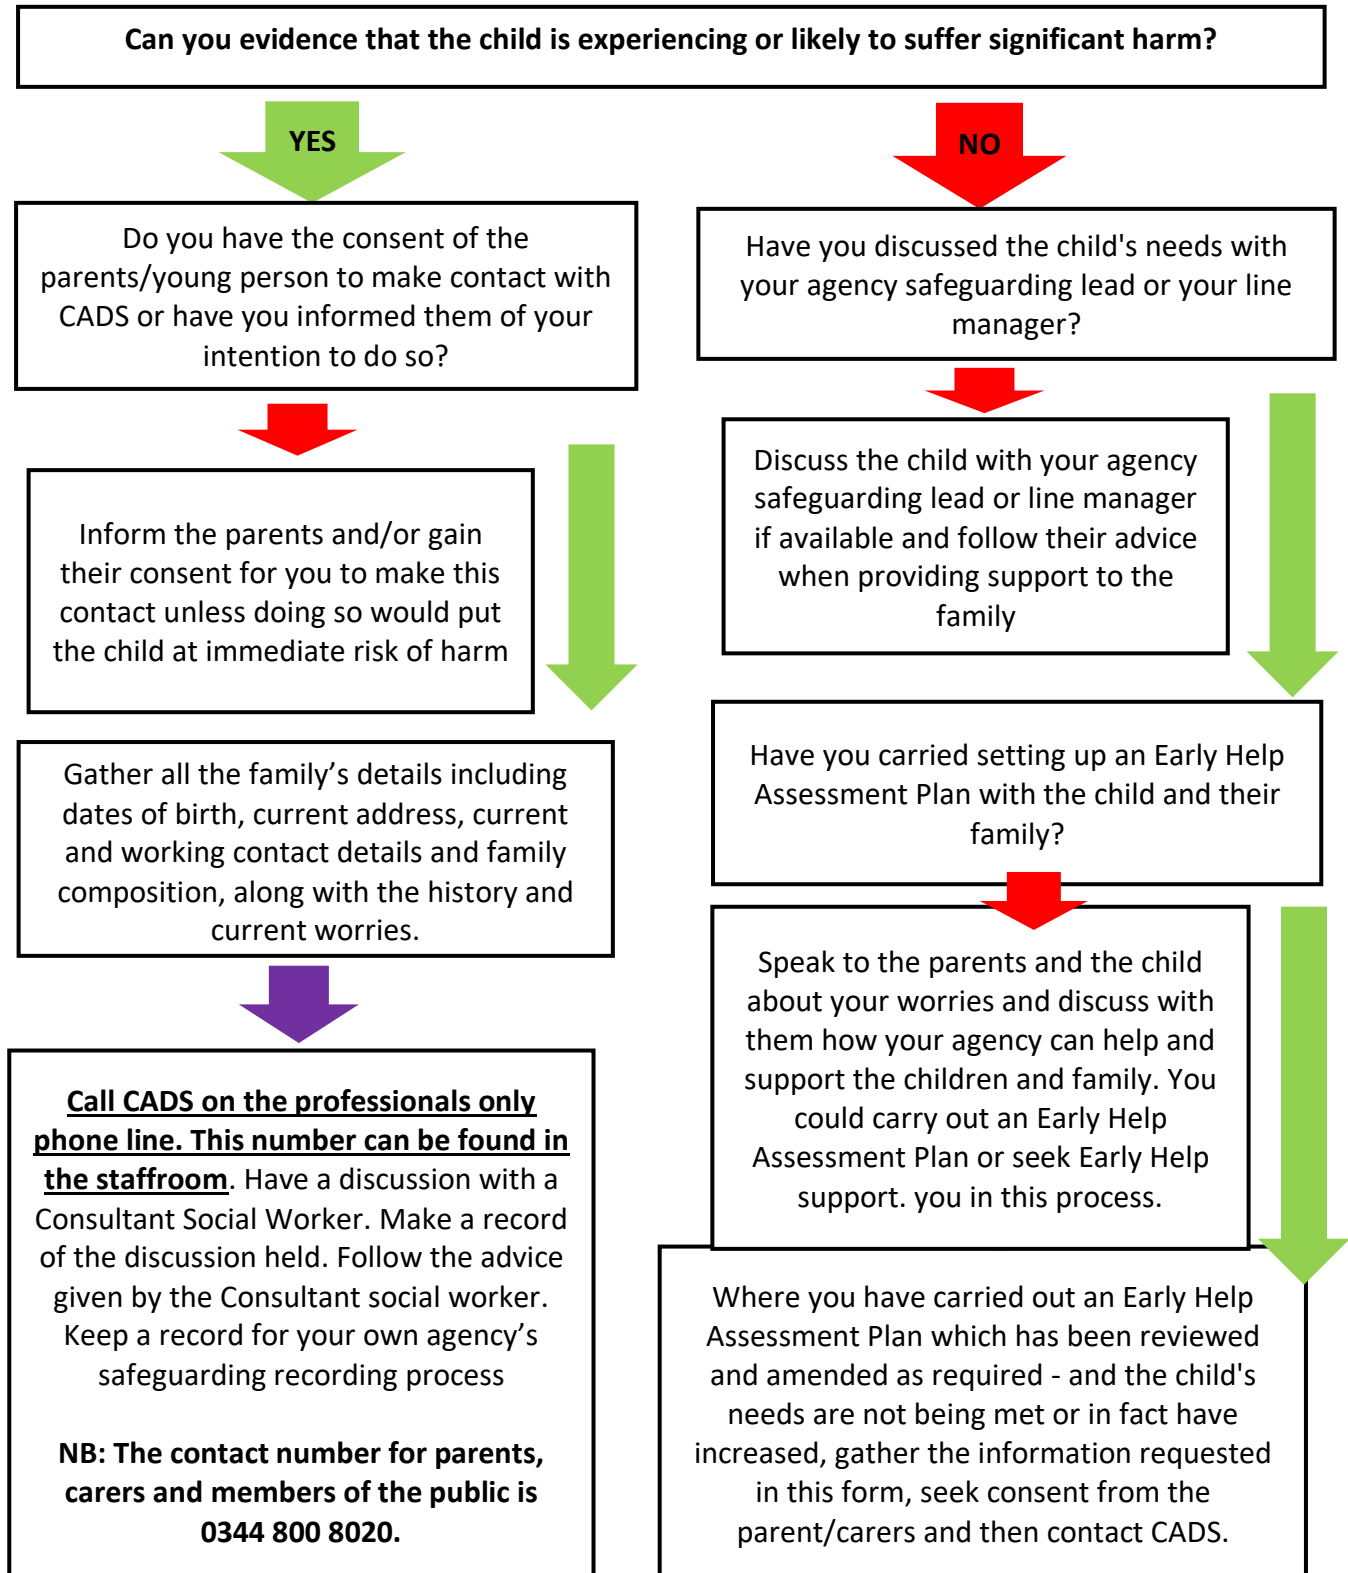 Can you evidence that the child is experiencing or likely to suffer significant harm?
YES
NO
Do you have the consent of the
parents/young person to make contact with
CADS or have you informed them of your
intention to do so?
Have you discussed the child's needs with
your agency safeguarding lead or your line
manager?
Inform the parents and/or gain
their consent for you to make this
contact unless doing so would put
the child at immediate risk of harm
Discuss the child with your agency
safeguarding lead or line manager
if available and follow their advice
when providing support to the
family
Gather all the family’s details including
dates of birth, current address, current
and working contact details and family
composition, along with the history and
current worries.
Have you carried setting up an Early Help
Assessment Plan with the child and their
family?
Speak to the parents and the child
about your worries and discuss with
them how your agency can help and
support the children and family. You
could carry out an Early Help
Assessment Plan or seek Early Help
support. you in this process.
Call CADS on the professionals only
phone line. This number can be found in
the staffroom. Have a discussion with a
Consultant Social Worker. Make a record
of the discussion held. Follow the advice
given by the Consultant social worker.
Keep a record for your own agency’s
safeguarding recording process
NB: The contact number for parents,
carers and members of the public is
0344 800 8020.
Where you have carried out an Early Help
Assessment Plan which has been reviewed
and amended as required - and the child's
needs are not being met or in fact have
increased, gather the information requested
in this form, seek consent from the
parent/carers and then contact CADS.